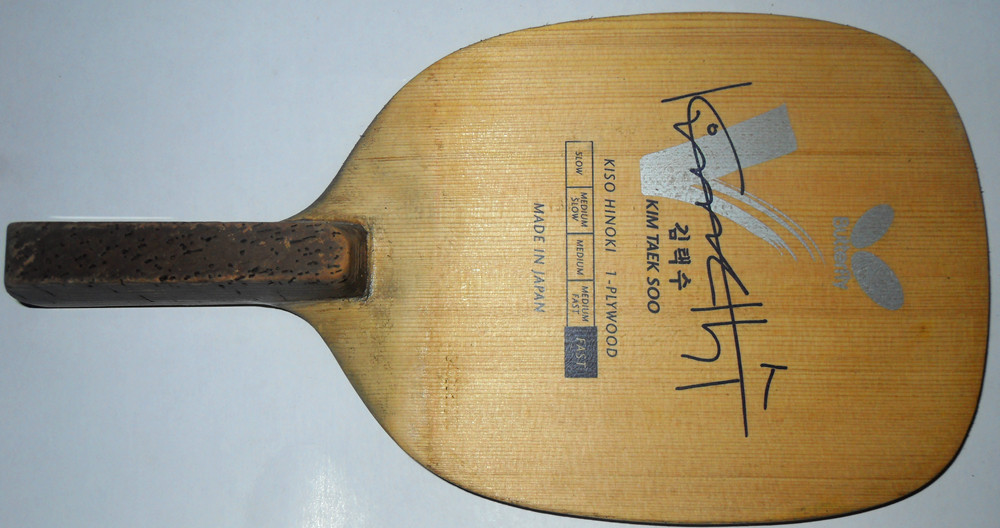 Butterfly
KIM TAEK SOO
김택수
KISO HINOKI 1-PLYWOOD
SLOW MEDIUM SLOW MEDIUM MEDIUM FAST FAST
MADE IN JAPAN